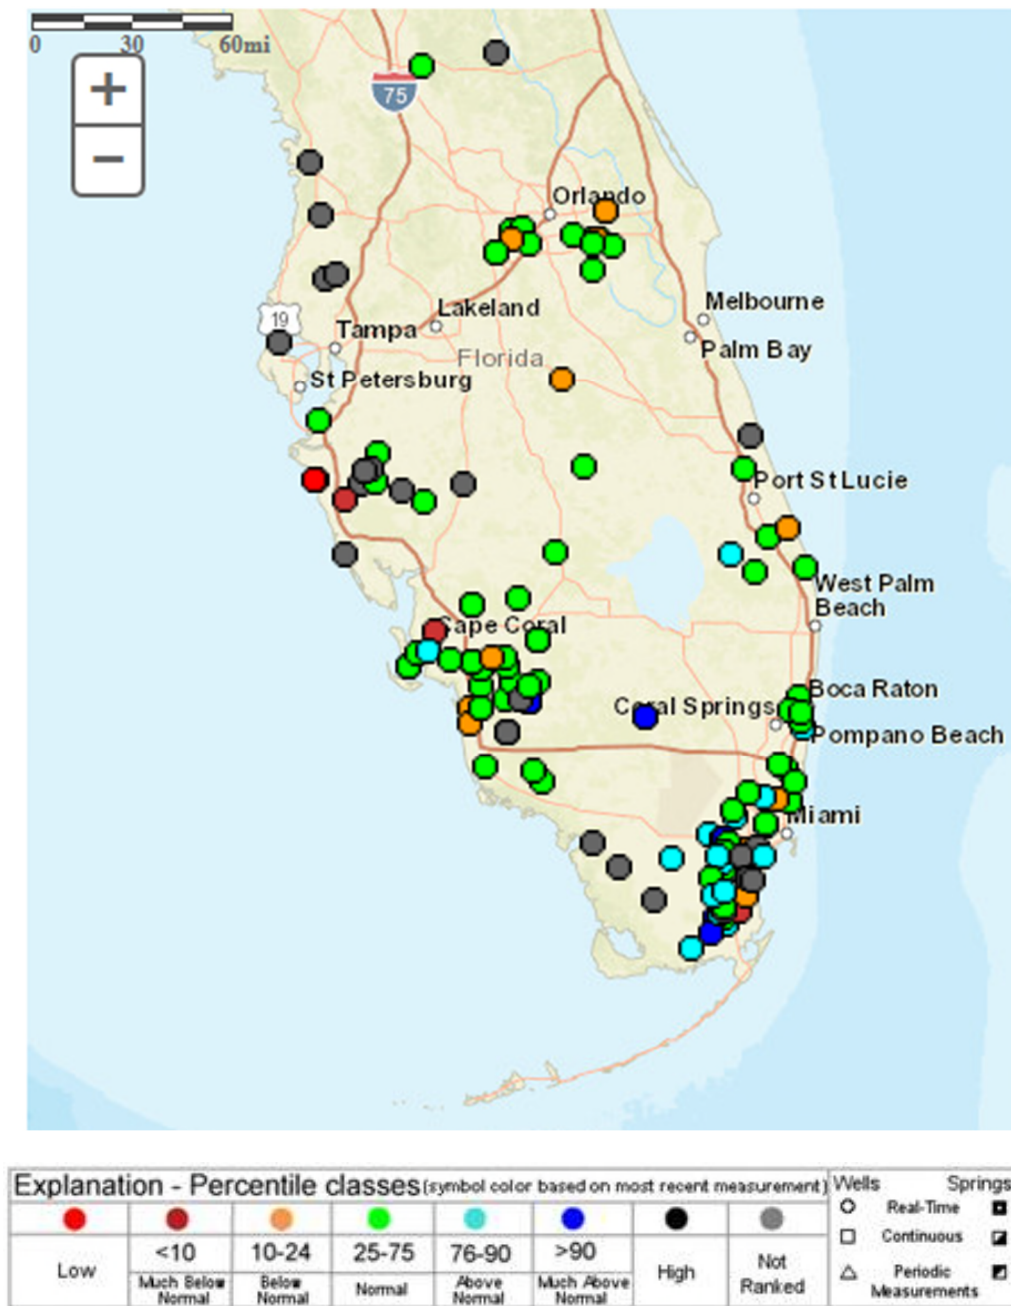 0 30 60mi
+
75
−
Orlando
Melbourne
19
Lakeland
Tampa
Palm Bay
Florida
St Petersburg
Port St Lucie
West Palm
Beach
Cape Coral
Boca Raton
Coral Springs
Pompano Beach
Miami
Explanation - Percentile classes (symbol color based on most recent measurement)
Wells Springs
Real-Time
Continuous
Periodic
Measurements
Low
<10
Much Below
Normal
10-24
Below
Normal
25-75
Normal
76-90
Above
Normal
>90
Much Above
Normal
High
Not
Ranked